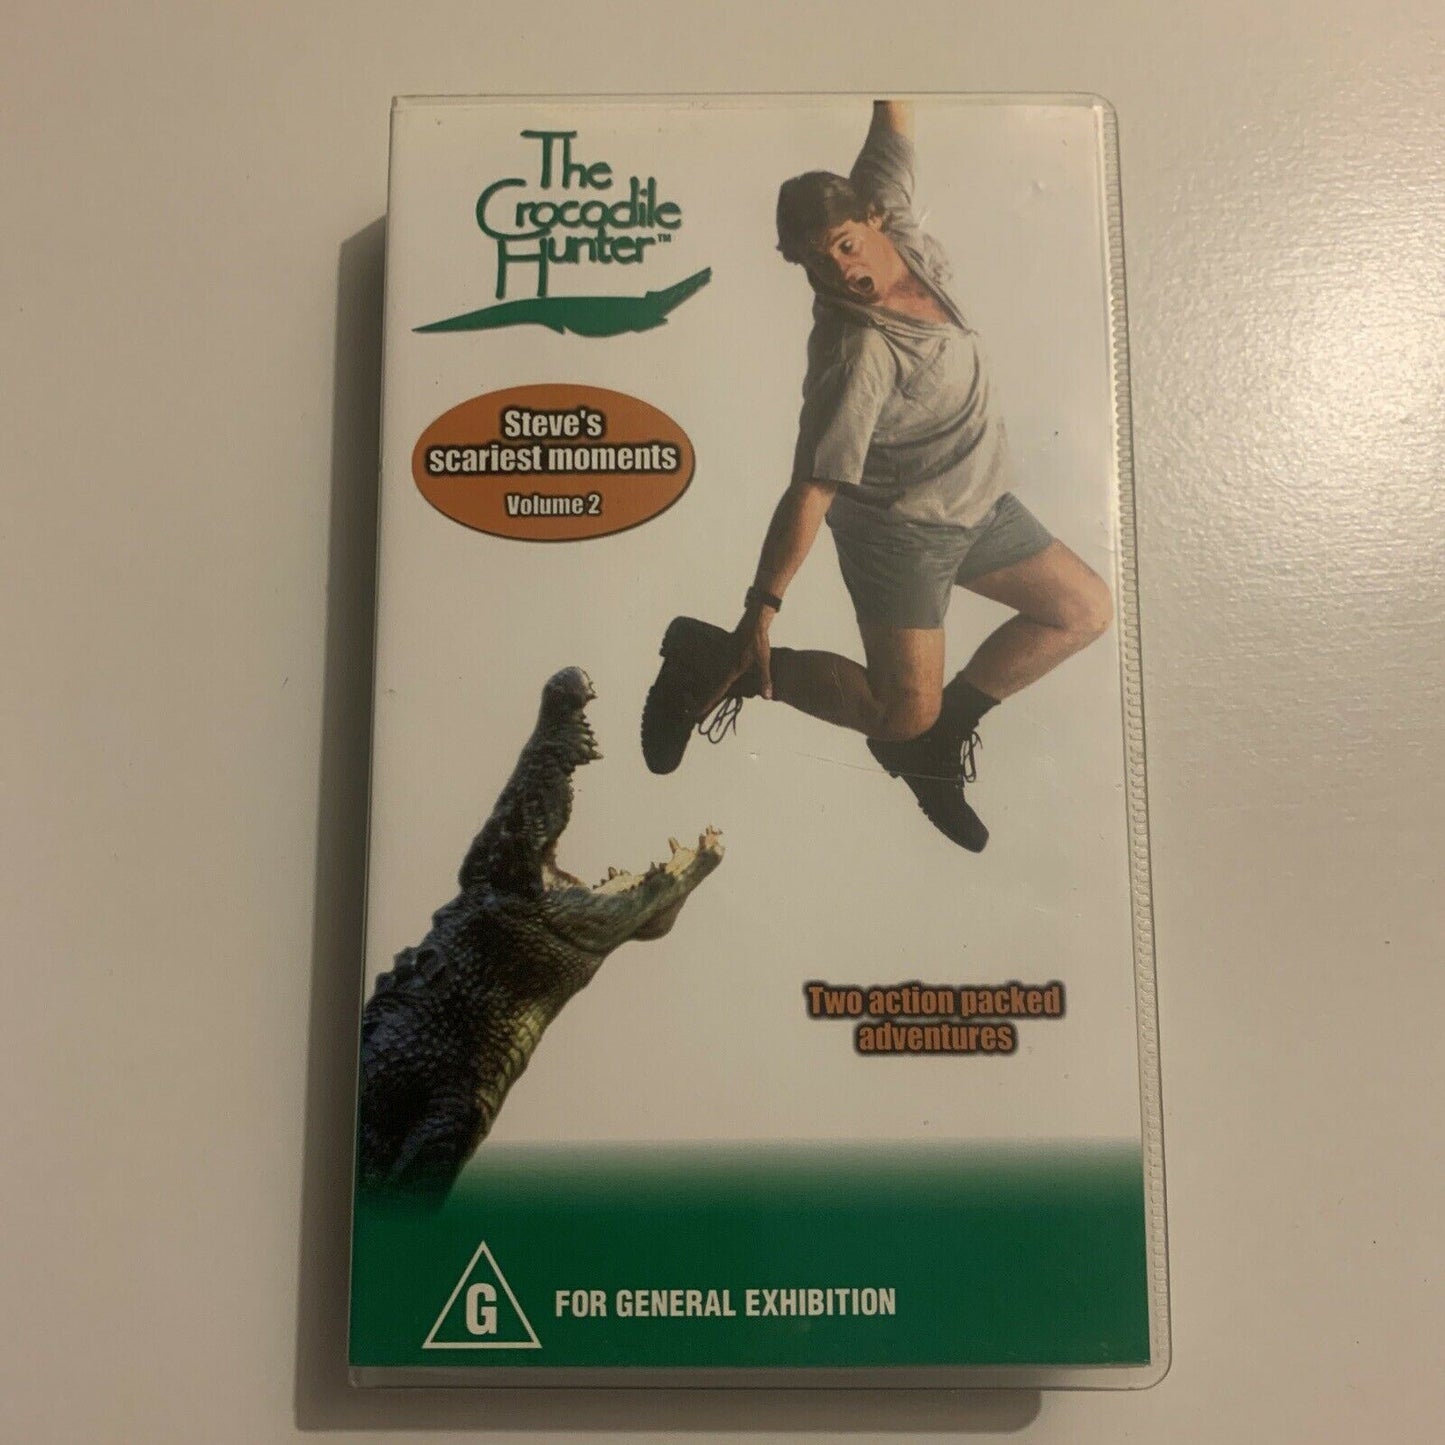 The
Crocodile
Hunter™
Steve's
scariest moments
Volume 2
Two action packed
adventures
G
FOR GENERAL EXHIBITION